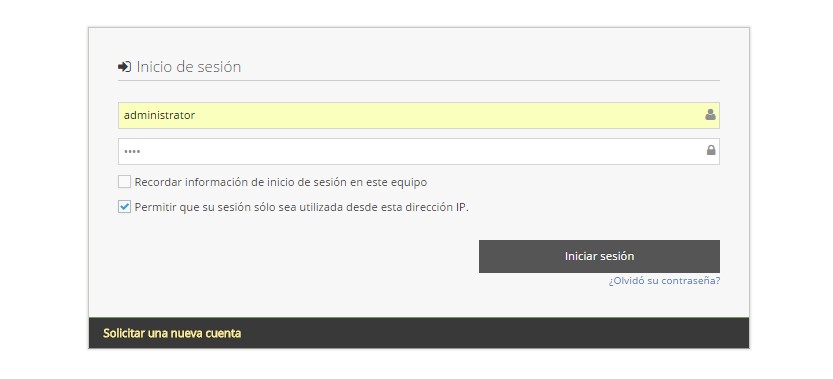 Inicio de sesión
administrator
••••
Recordar información de inicio de sesión en este equipo
Permitir que su sesión sólo sea utilizada desde esta dirección IP.
Iniciar sesión
¿Olvidó su contraseña?
Solicitar una nueva cuenta